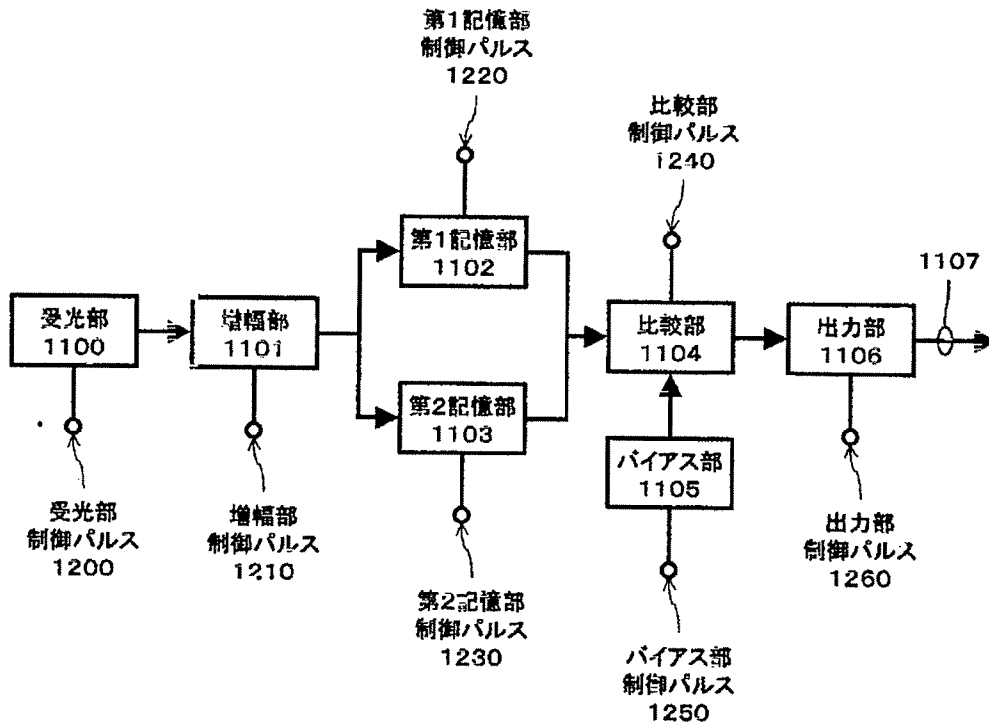 第1記憶部
制御パルス
1220
比較部
制御パルス
1240
第1記憶部
1102
1107
受光部
1100
増幅部
1101
比較部
1104
出力部
1106
第2記憶部
1103
バイアス部
1105
受光部
制御パルス
1200
増幅部
制御パルス
1210
出力部
制御パルス
1260
第2記憶部
制御パルス
1230
バイアス部
制御パルス
1250